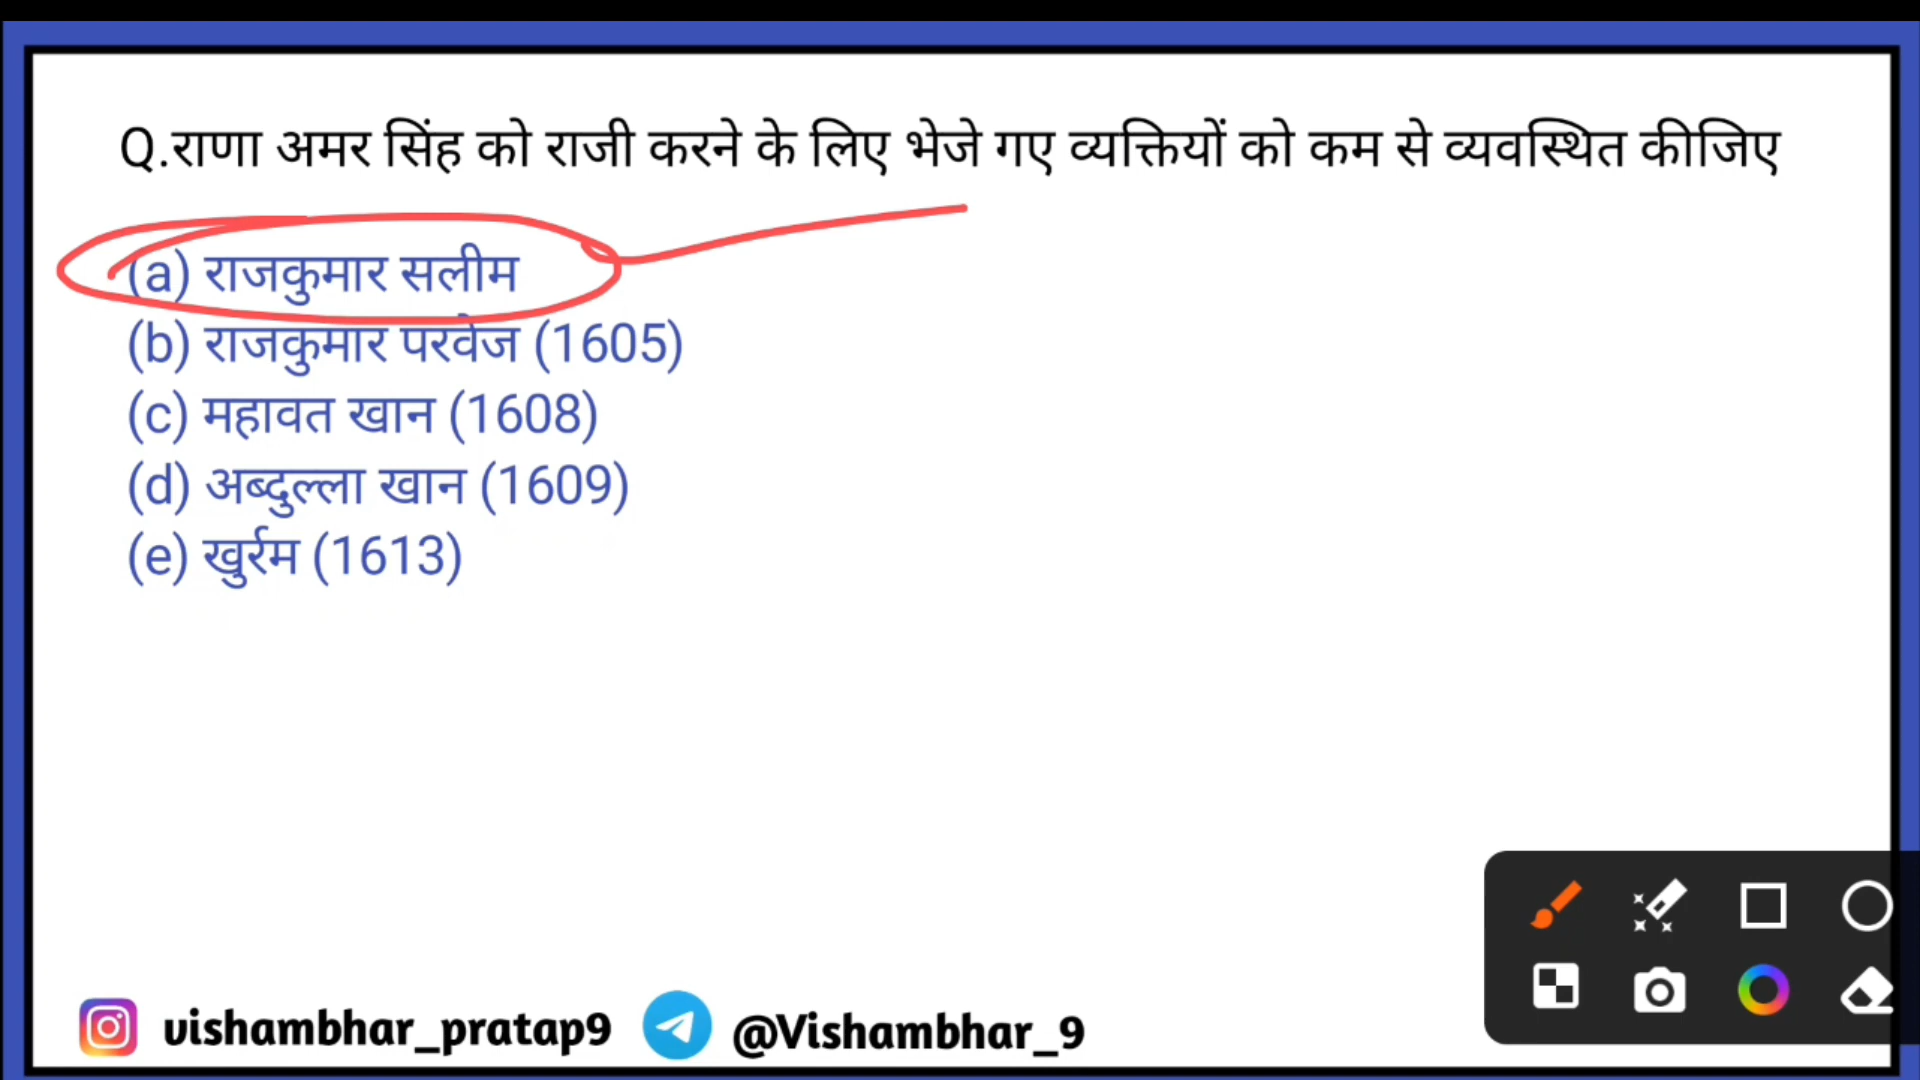 Q.राणा अमर सिंह को राजी करने के लिए भेजे गए व्यक्तियों को कम से व्यवस्थित कीजिए
(a) राजकुमार सलीम
(b) राजकुमार परवेज (1605)
(c) महावत खान (1608)
(d) अब्दुल्ला खान (1609)
(e) खुर्रम (1613)
vishambhar_pratap9 @Vishambhar_9